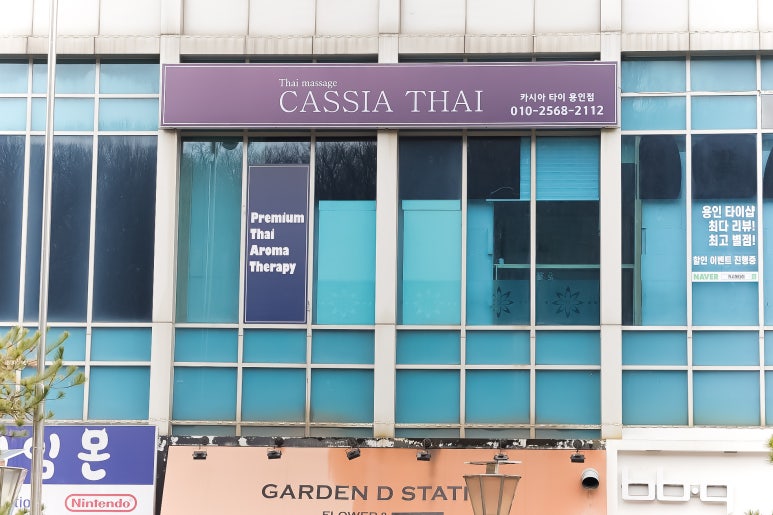 Thai massage
CASSIA THAI
카시아 타이 용인점
010-2568-2112
Premium
Thai
Aroma
Therapy
용인 타이샵
최다 리뷰!
최고 별점!
할인 이벤트 진행중
NAVER
몬
Nintendo
GARDEN D STATI
FLOWER &